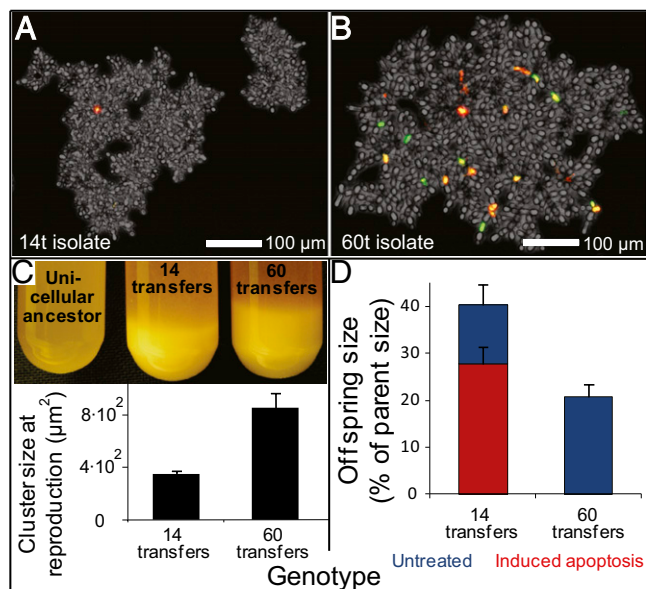 A
14t isolate
100 µm
B
60t isolate
100 µm
C
Uni-
cellular
ancestor
14
transfers
60
transfers
Cluster size at
reproduction (µm²)
8·10²
4·10²
0
14
transfers
60
transfers
D
Offspring size
(% of parent size)
40
30
20
10
0
14
transfers
60
transfers
Untreated
Induced apoptosis
Genotype